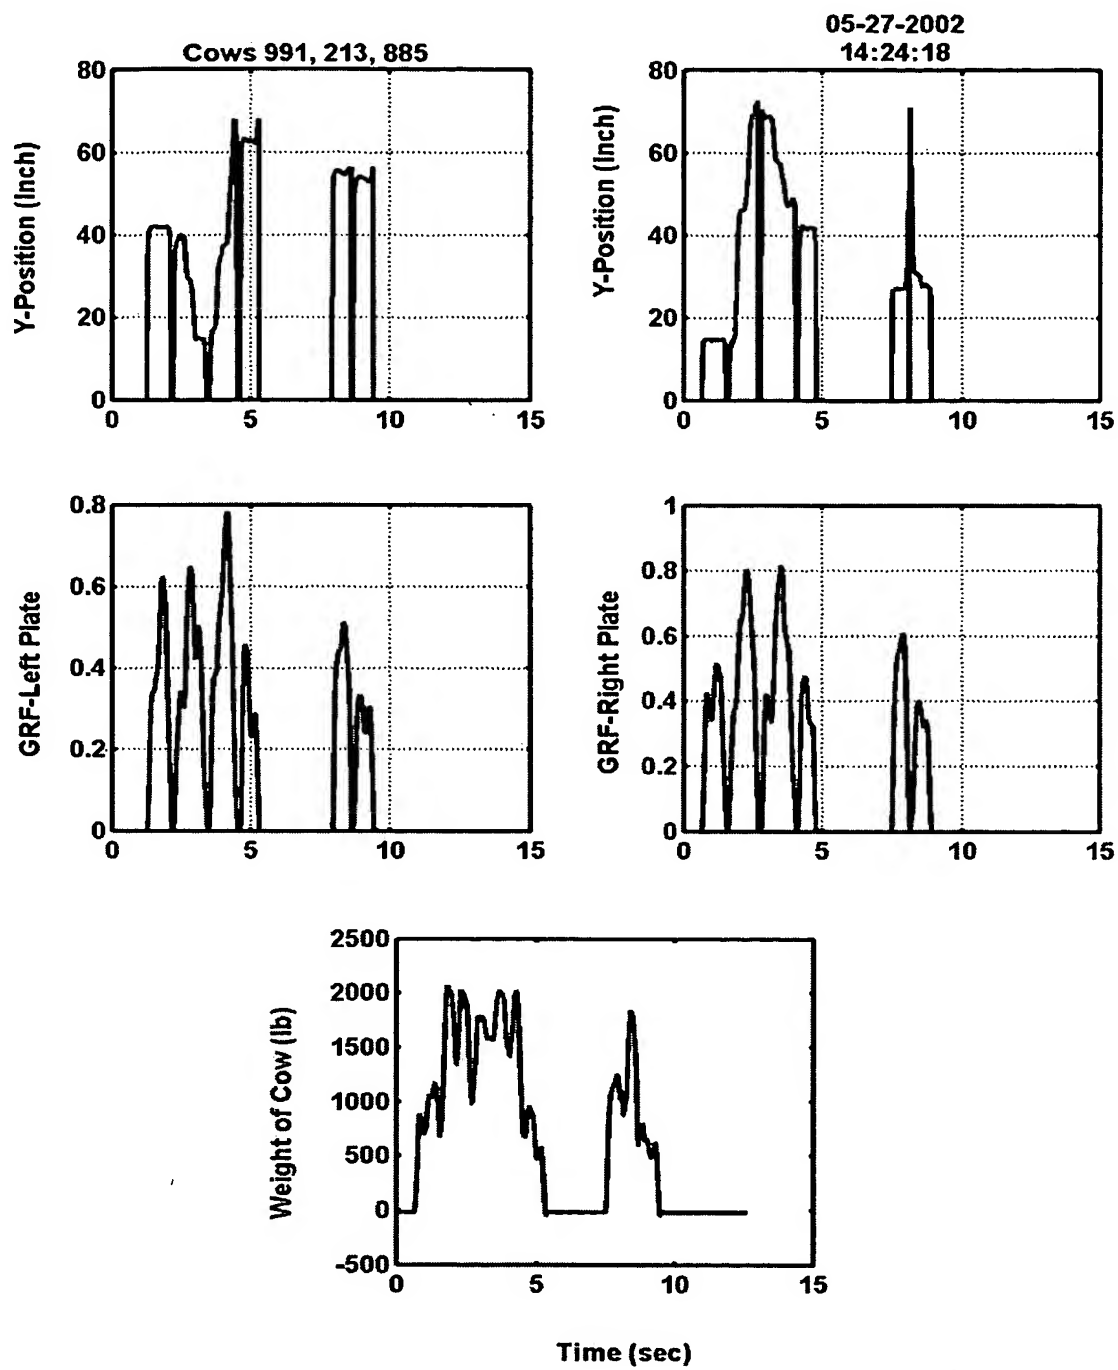 Cows 991, 213, 885
05-27-2002
14:24:18
Y-Position (Inch)
80
60
40
20
0
0 5 10 15
Y-Position (Inch)
80
60
40
20
0
0 5 10 15
GRF-Left Plate
0.8
0.6
0.4
0.2
0
0 5 10 15
GRF-Right Plate
1
0.8
0.6
0.4
0.2
0
0 5 10 15
Weight of Cow (lb)
2500
2000
1500
1000
500
0
-500
0 5 10 15
Time (sec)